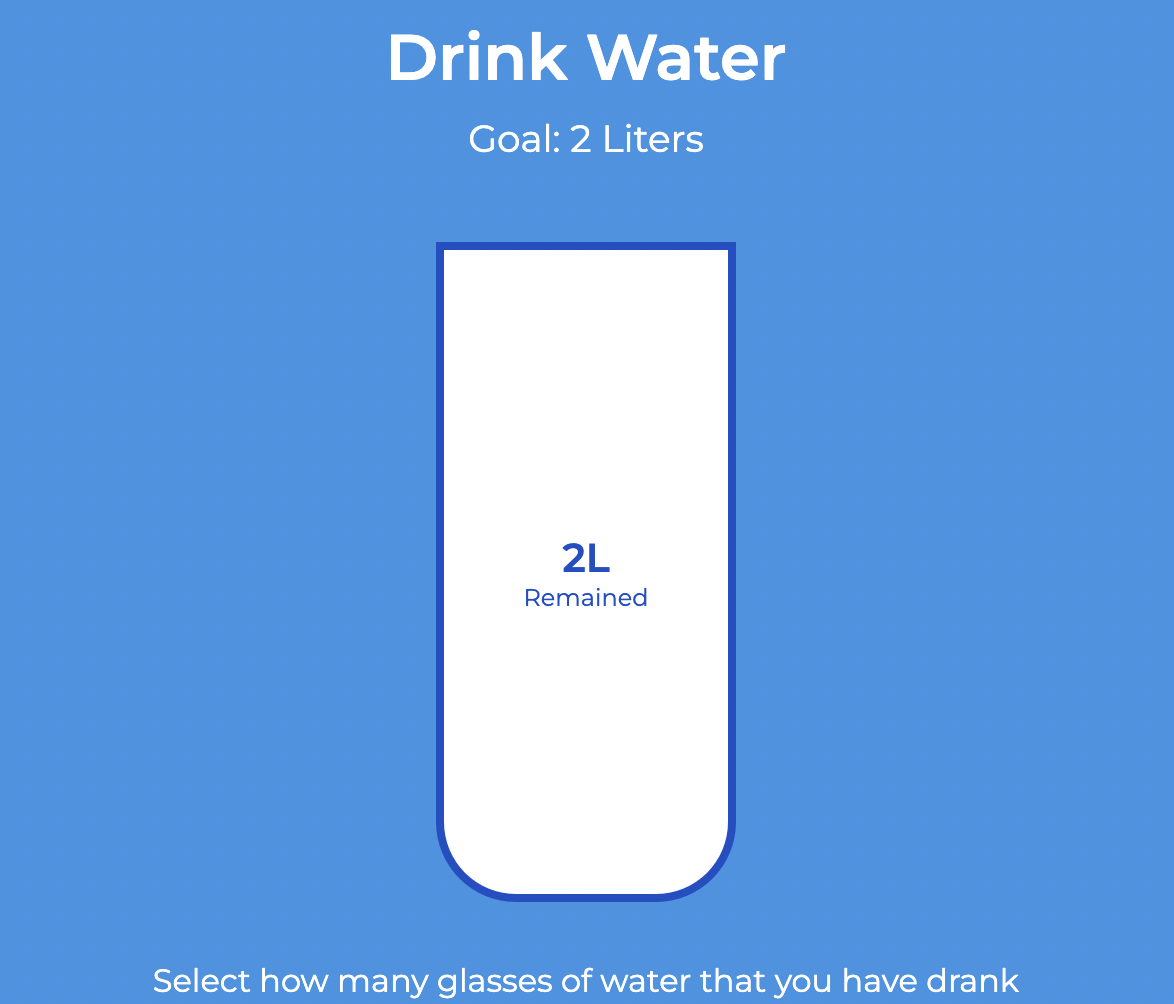 Drink Water
Goal: 2 Liters
2L
Remained
Select how many glasses of water that you have drank